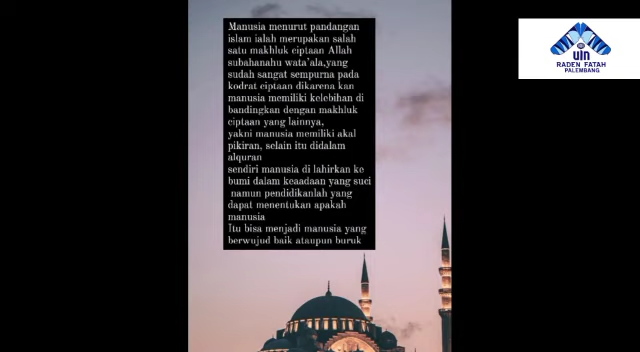 Manusia menurut pandangan
islam ialah merupakan salah
satu makhluk ciptaan Allah
subahanahu wata'ala,yang
sudah sangat sempurna pada
kodrat ciptaan dikarena kan
manusia memiliki kelebihan di
bandingkan dengan makhluk
ciptaan yang lainnya,
yakni manusia memiliki akal
pikiran, selain itu didalam
alquran
sendiri manusia di lahirkan ke
bumi dalam keaadaan yang suci
namun pendidikanlah yang
dapat menentukan apakah
manusia
Itu bisa menjadi manusia yang
berwujud baik ataupun buruk
uin
RADEN FATAH
PALEMBANG